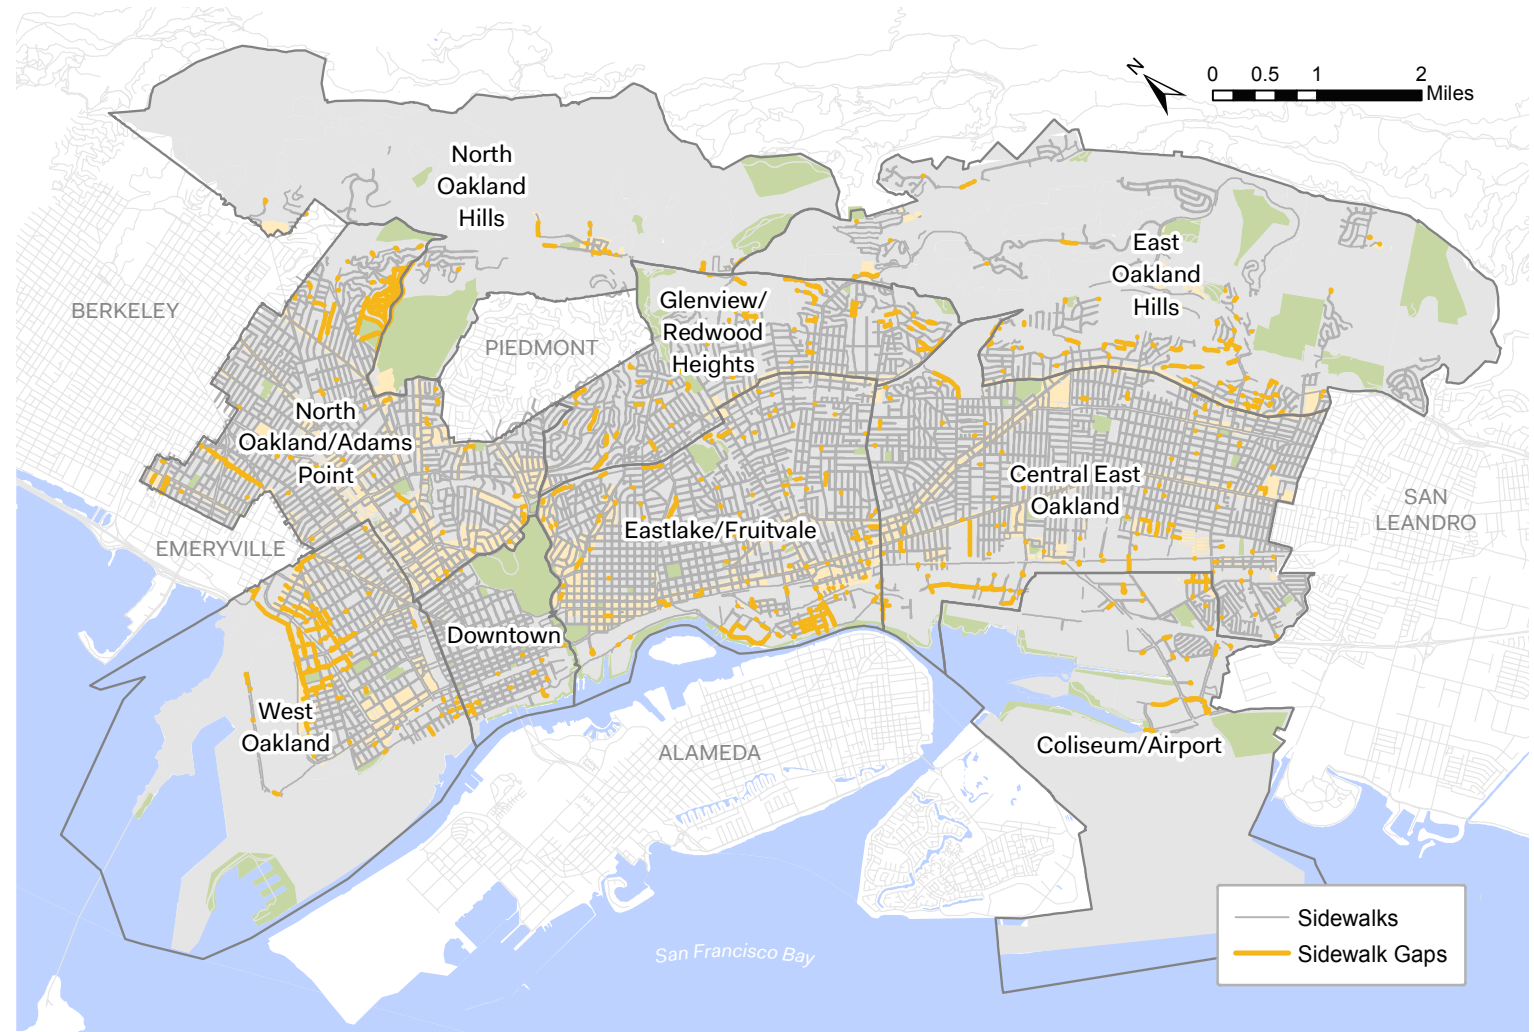 N
0 0.5 1 2
Miles
North
Oakland
Hills
East
Oakland
Hills
BERKELEY
Glenview/
Redwood
Heights
PIEDMONT
North
Oakland/Adams
Point
Central East
Oakland
SAN
LEANDRO
Eastlake/Fruitvale
EMERYVILLE
Downtown
West
Oakland
ALAMEDA
Coliseum/Airport
San Francisco Bay
Sidewalks
Sidewalk Gaps